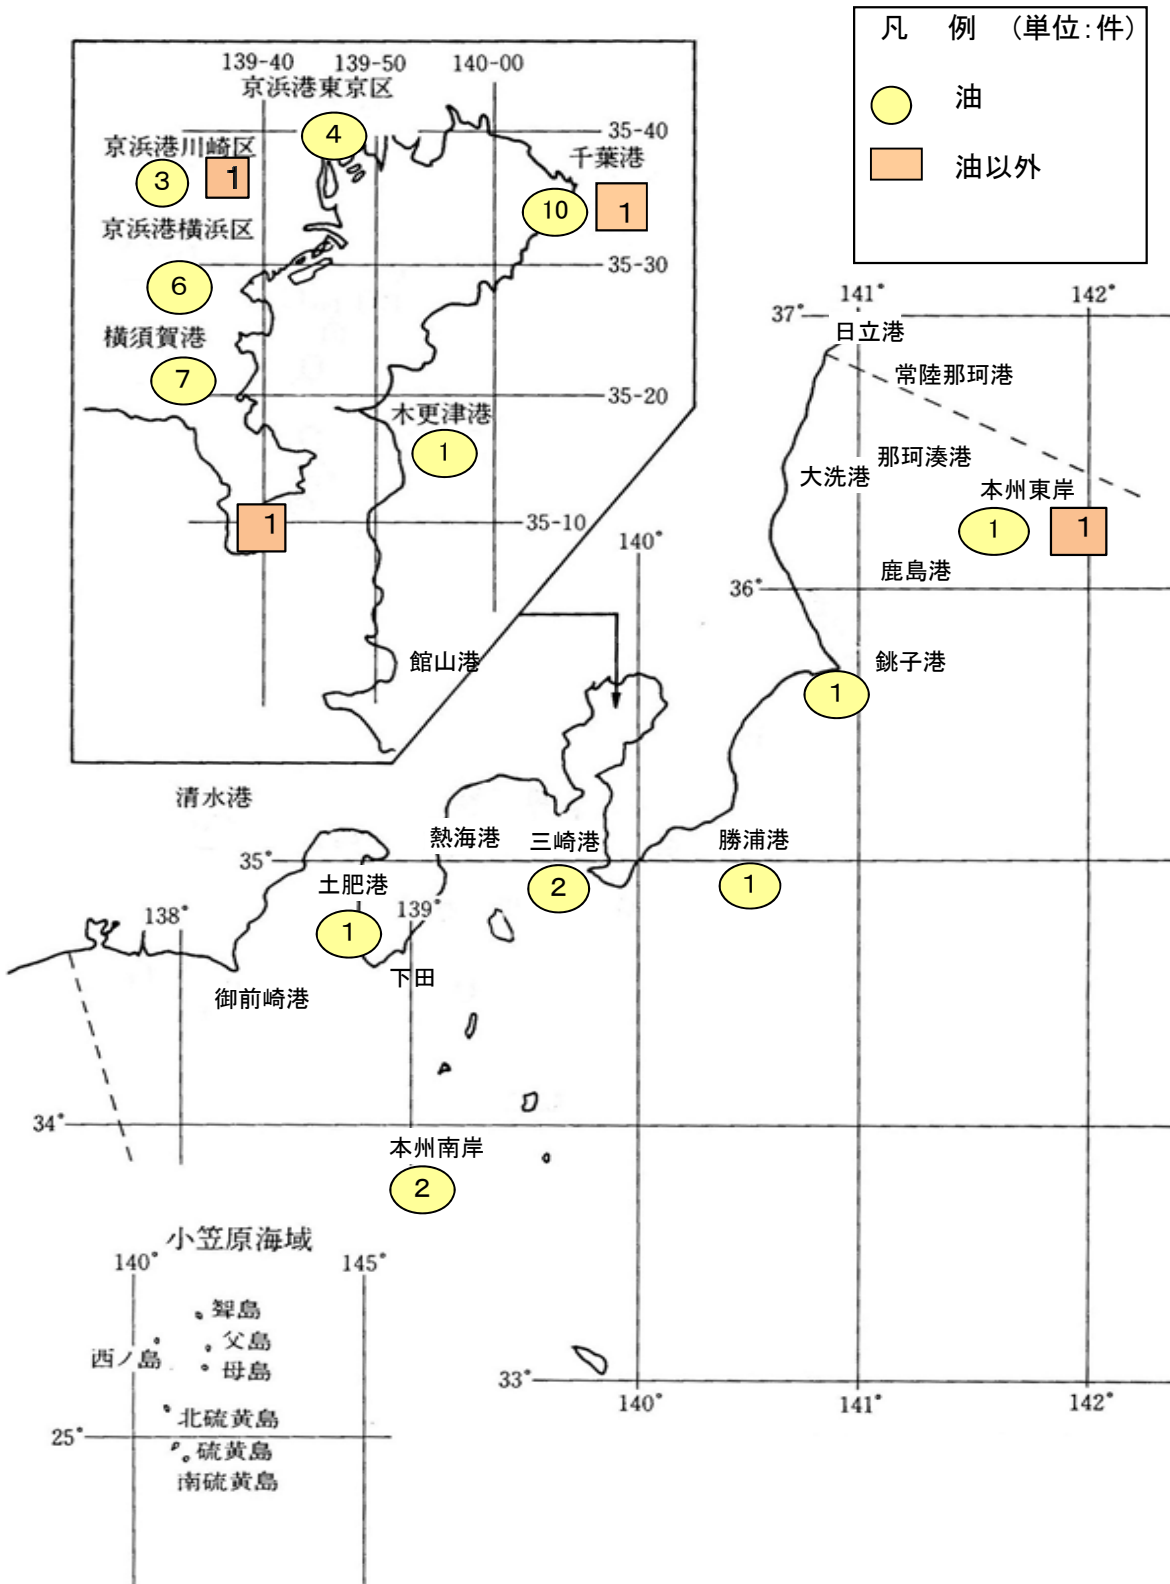 凡 例 (単位:件)
油
油以外
139-40 139-50 140-00
京浜港東京区
4
35-40
京浜港川崎区
3 1
千葉港
10 1
京浜港横浜区
6
35-30
横須賀港
7
35-20
木更津港
1
1
35-10
館山港
141° 142°
37°
日立港
常陸那珂港
那珂湊港
大洗港
本州東岸
1 1
140°
鹿島港
36°
銚子港
1
清水港
熱海港
三崎港
2
勝浦港
1
35°
土肥港
1
138° 139°
下田
御前崎港
34°
本州南岸
2
小笠原海域
140° 145°
聟島
父島
西ノ島
母島
北硫黄島
25°
硫黄島
南硫黄島
33°
140° 141° 142°